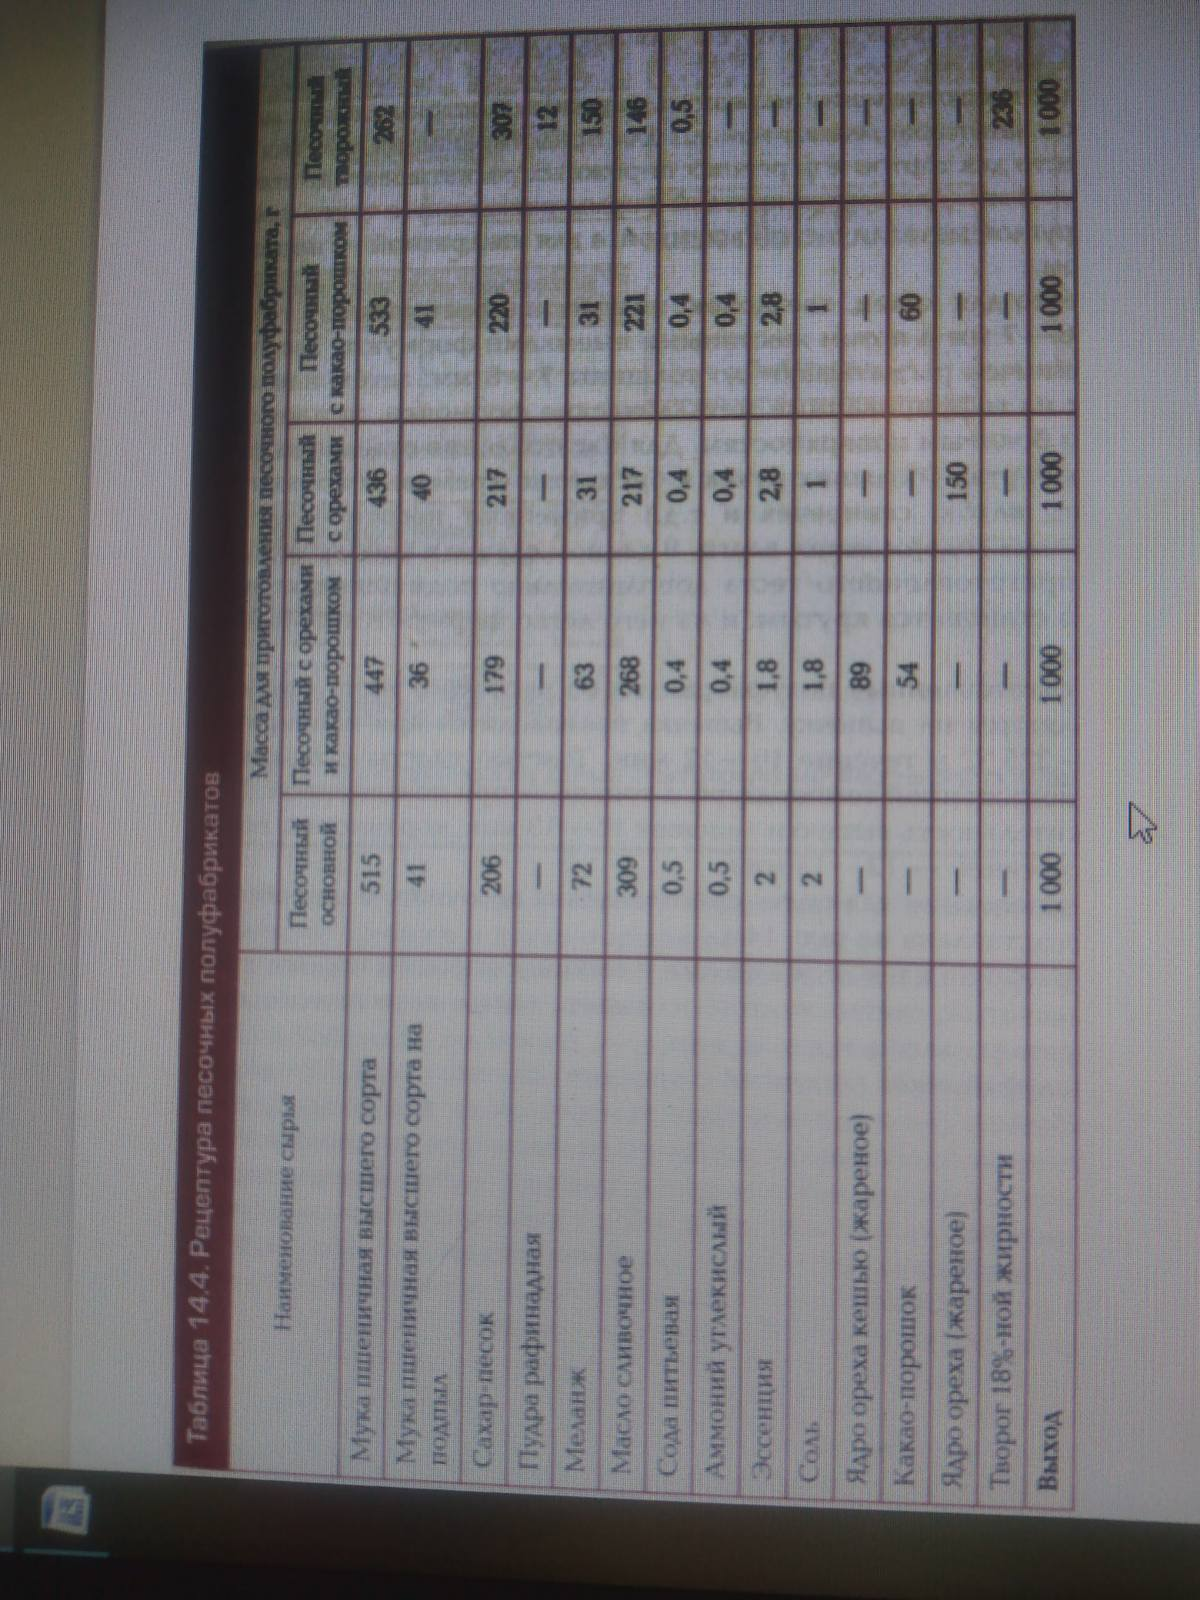 Таблица 14.4. Рецептура песочных полуфабрикатов
Наименование сырья | Масса для приготовления песочного полуфабриката, г
Песочный основной | Песочный с орехами и какао-порошком | Песочный с орехами | Песочный с какао-порошком | Песочный творожный
Мука пшеничная высшего сорта | 515 | 447 | 436 | 533 | 262
Мука пшеничная высшего сорта на подпыл | 41 | 36 | 40 | 41 | —
Сахар-песок | 206 | 179 | 217 | 220 | 307
Пудра рафинадная | — | — | — | — | 12
Меланж | 72 | 63 | 31 | 31 | 150
Масло сливочное | 309 | 268 | 217 | 221 | 146
Сода питьевая | 0,5 | 0,4 | 0,4 | 0,4 | 0,5
Аммоний углекислый | 0,5 | 0,4 | 0,4 | 0,4 | —
Эссенция | 2 | 1,8 | 2,8 | 2,8 | —
Соль | 2 | 1,8 | 1 | 1 | —
Ядро ореха кешью (жареное) | — | 89 | — | — | —
Какао-порошок | — | 54 | — | 60 | —
Ядро ореха (жареное) | — | — | 150 | — | —
Творог 18%-ной жирности | — | — | — | — | 236
Выход | 1 000 | 1 000 | 1 000 | 1 000 | 1 000